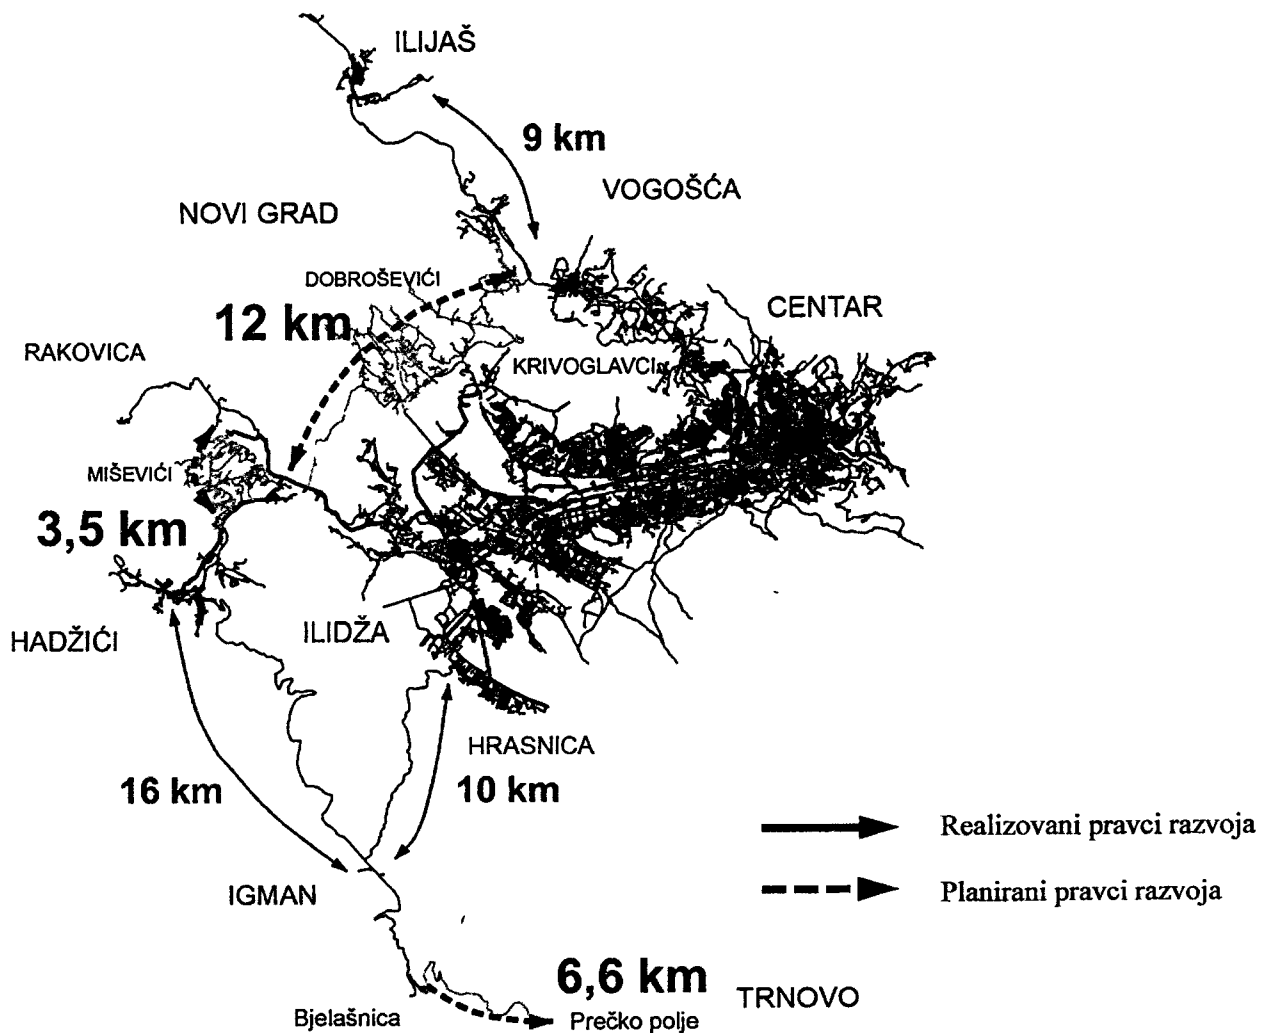 ILIJAŠ
9 km
VOGOŠĆA
NOVI GRAD
DOBROŠEVIĆI
CENTAR
12 km
RAKOVICA
KRIVOGLAVCI
MIŠEVIĆI
3,5 km
HADŽIĆI
ILIDŽA
HRASNICA
16 km
10 km
Realizovani pravci razvoja
IGMAN
Planirani pravci razvoja
6,6 km
TRNOVO
Bjelašnica
Prečko polje